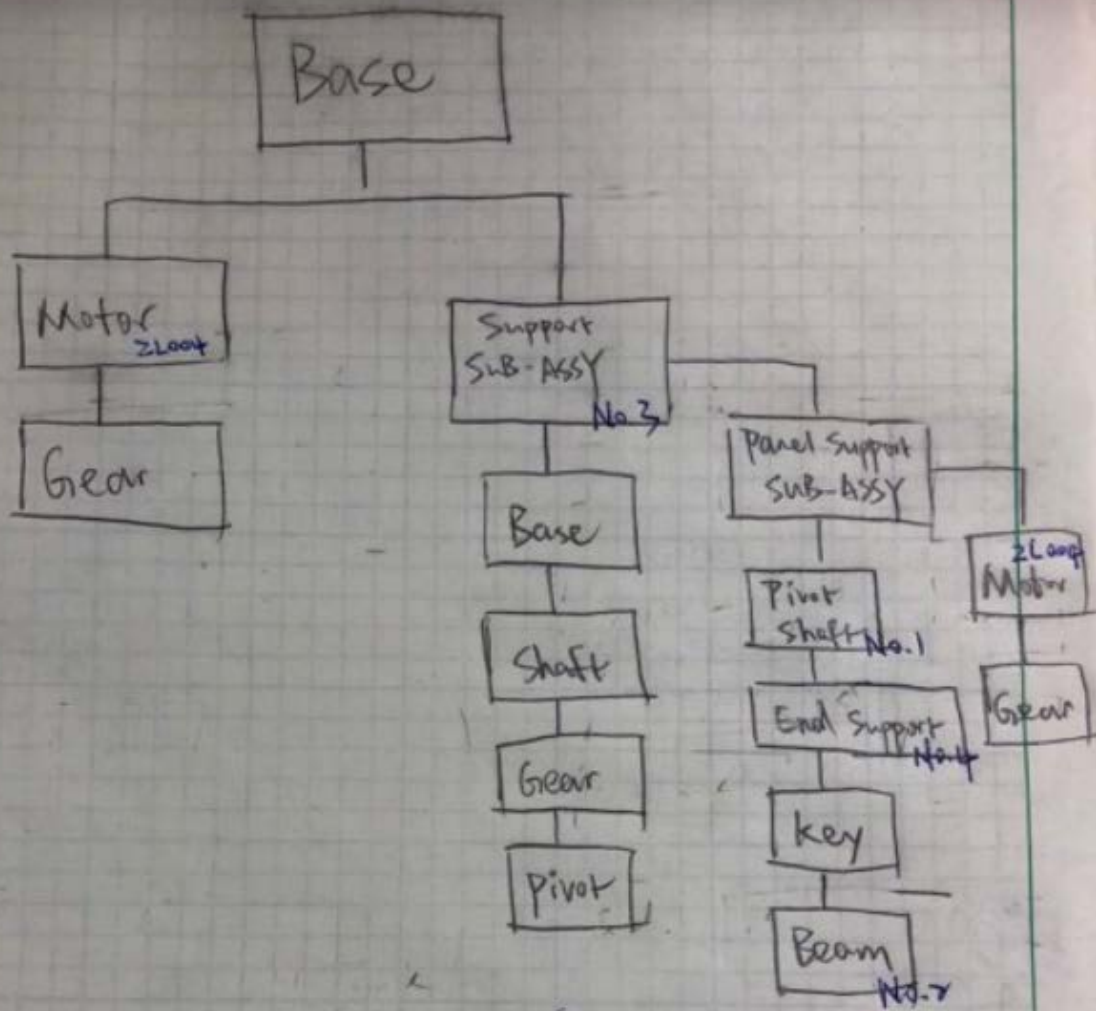 Base
Motor
2L004
Gear
Support
SUB-ASSY
No.3
Base
Shaft
Gear
Pivot
Panel Support
SUB-ASSY
Pivot
Shaft No.1
End Support
No.4
Key
Beam
2L004
Motor
Gear